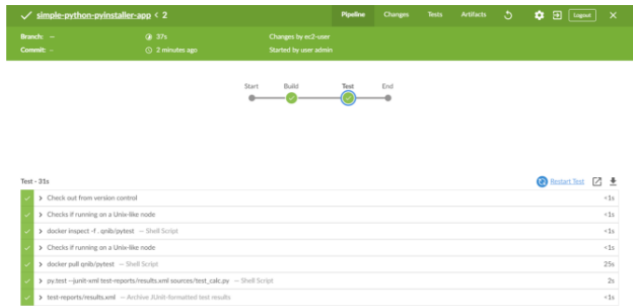 simple-python-pyinstaller-app < 2 Pipeline Changes Tests Artifacts Logout
Branch: — 37s Changes by ec2-user
Commit: — 2 minutes ago Started by user admin
Start Build Test End
Test - 31s Restart Test
Check out from version control <1s
Checks if running on a Unix-like node <1s
docker inspect -f . qnib/pytest — Shell Script <1s
Checks if running on a Unix-like node <1s
docker pull qnib/pytest — Shell Script 25s
py.test --junit-xml test-reports/results.xml sources/test_calc.py — Shell Script 2s
test-reports/results.xml — Archive JUnit-formatted test results <1s